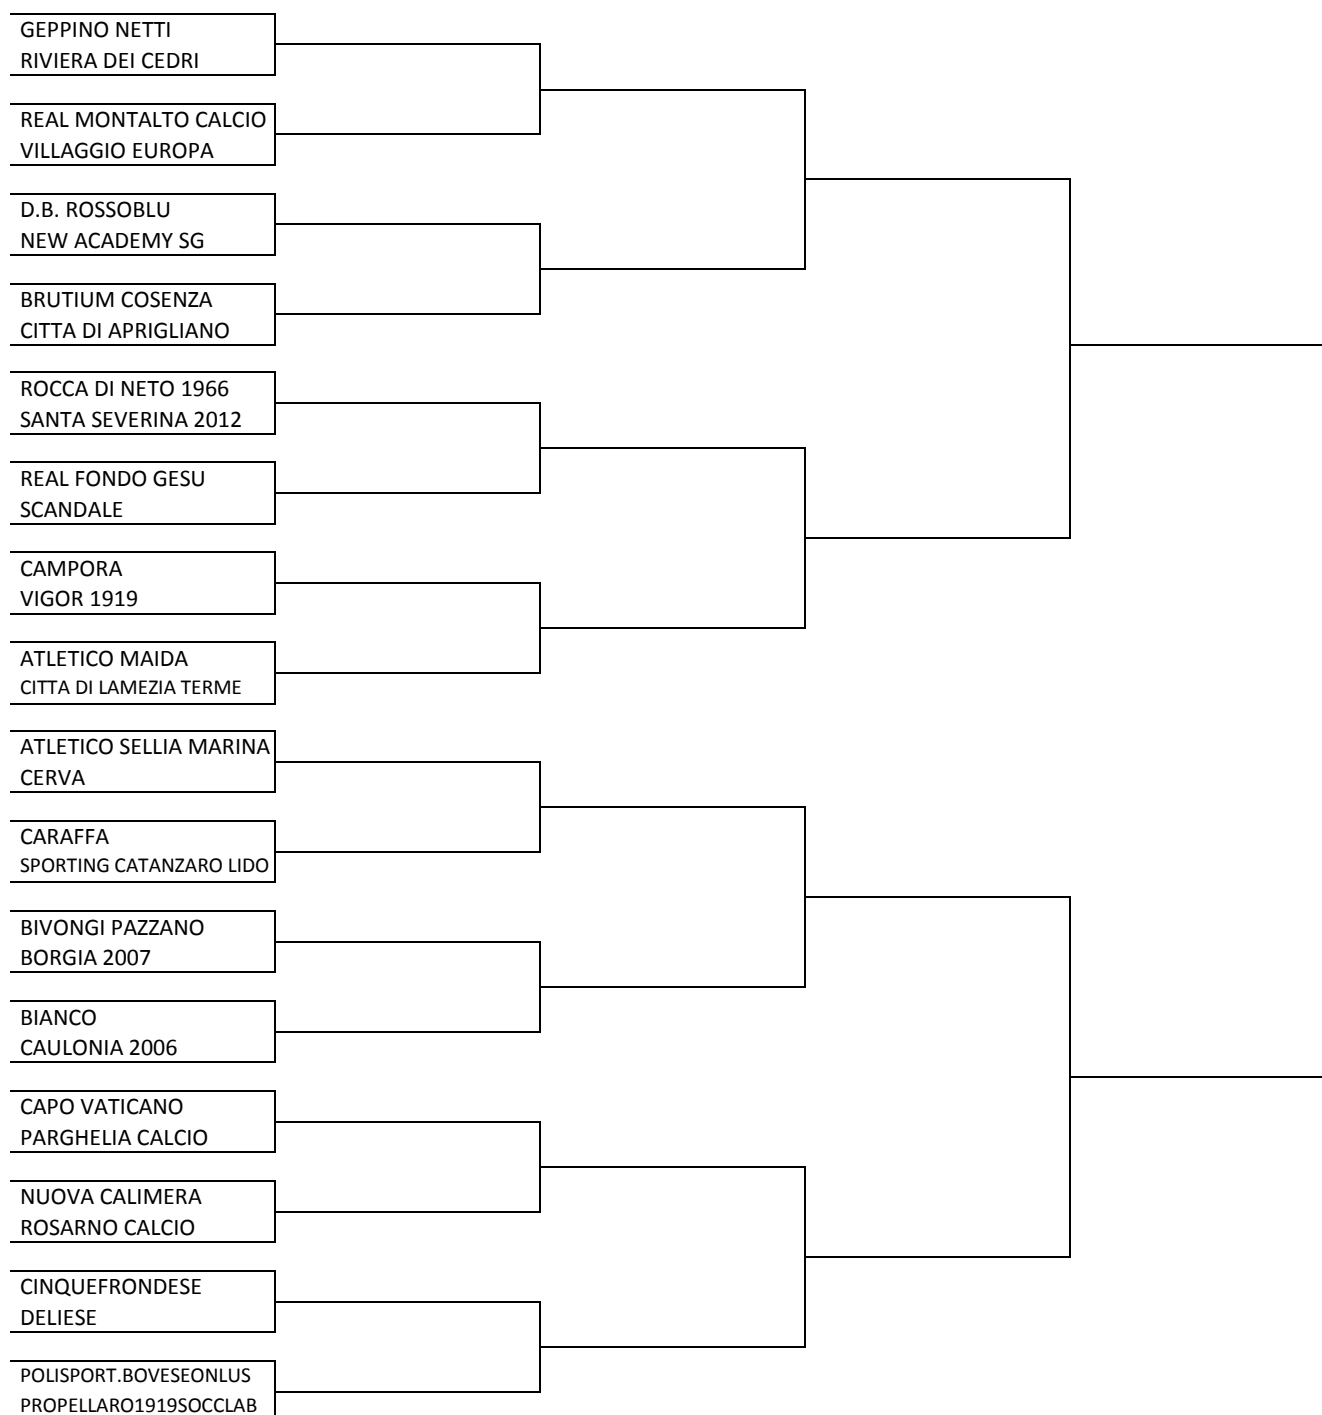 GEPPINO NETTI
RIVIERA DEI CEDRI
REAL MONTALTO CALCIO
VILLAGGIO EUROPA
D.B. ROSSOBLU
NEW ACADEMY SG
BRUTIUM COSENZA
CITTA DI APRIGLIANO
ROCCA DI NETO 1966
SANTA SEVERINA 2012
REAL FONDO GESU
SCANDALE
CAMPORA
VIGOR 1919
ATLETICO MAIDA
CITTA DI LAMEZIA TERME
ATLETICO SELLIA MARINA
CERVA
CARAFFA
SPORTING CATANZARO LIDO
BIVONGI PAZZANO
BORGIA 2007
BIANCO
CAULONIA 2006
CAPO VATICANO
PARGHELIA CALCIO
NUOVA CALIMERA
ROSARNO CALCIO
CINQUEFRONDESE
DELIESE
POLISPORT.BOVESEONLUS
PROPELLARO1919SOCCLAB